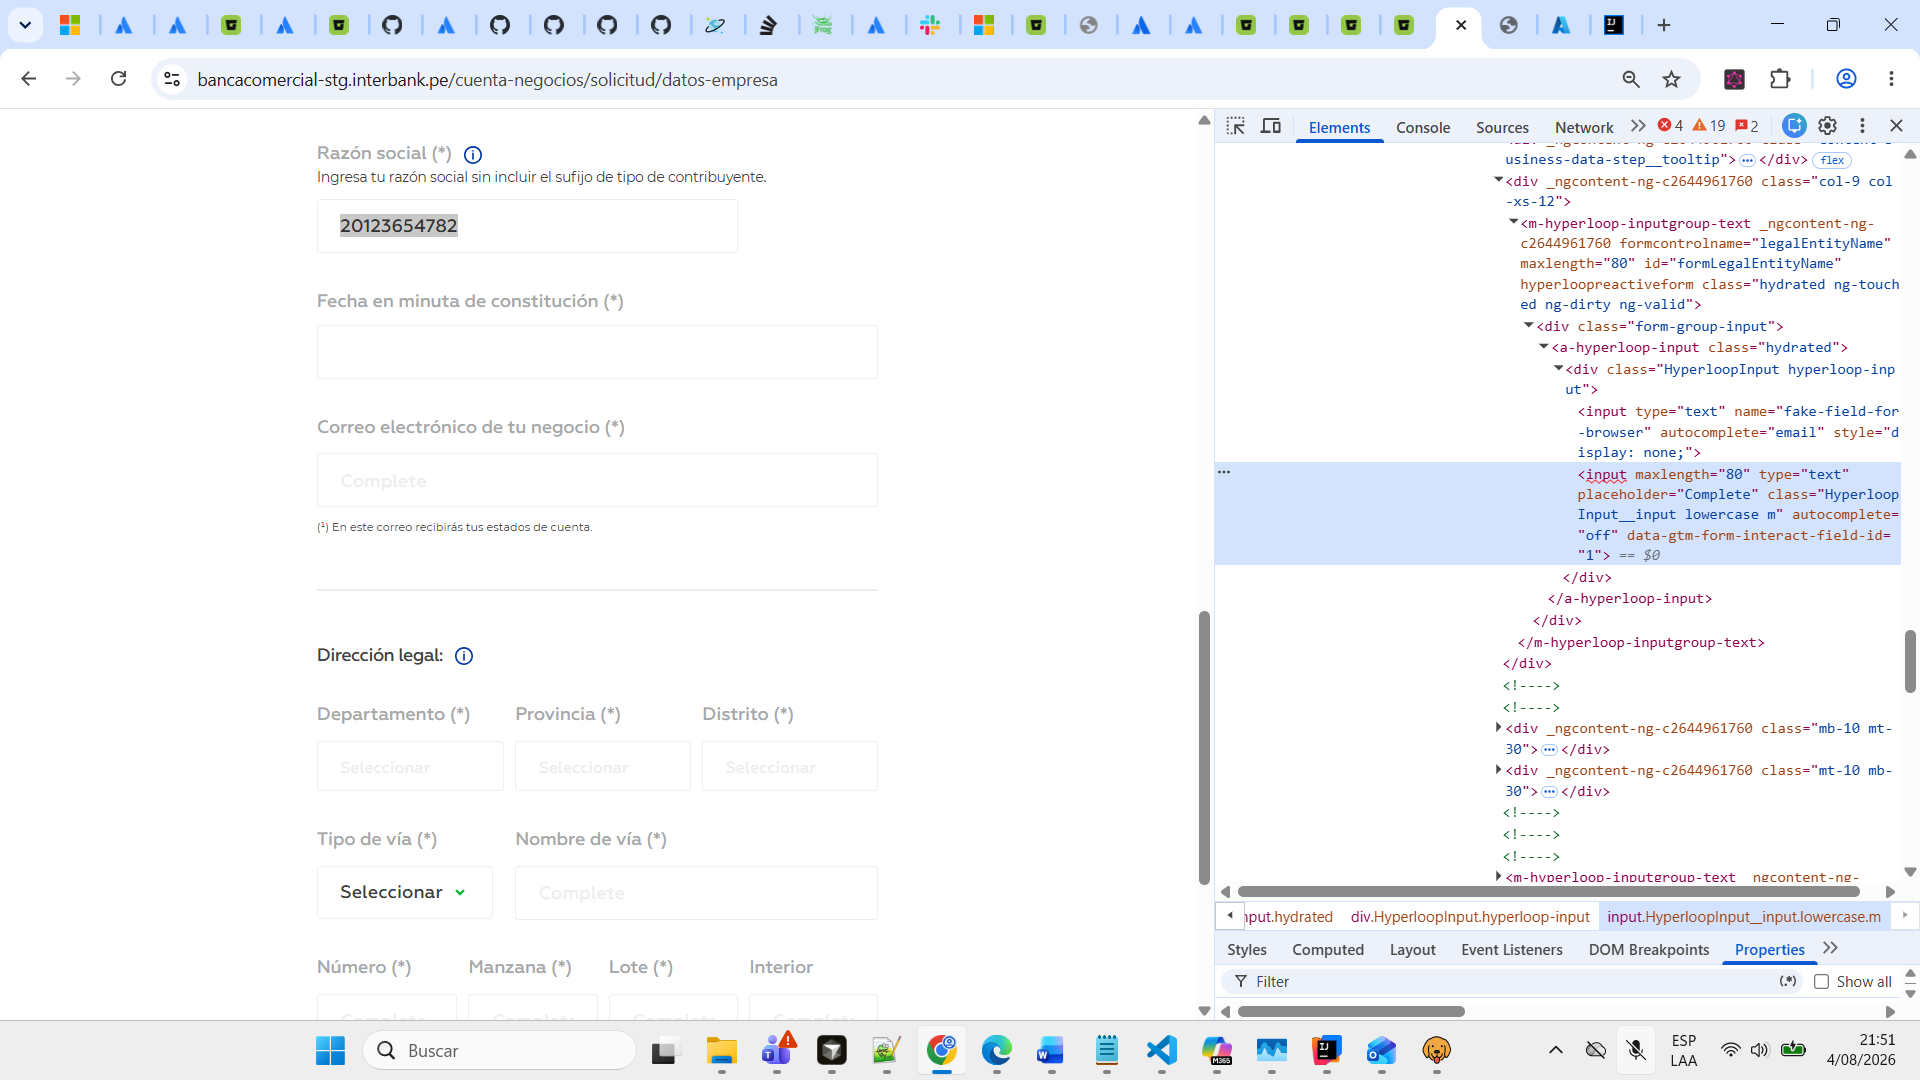 bancacomercial-stg.interbank.pe/cuenta-negocios/solicitud/datos-empresa
Razón social (*)
Ingresa tu razón social sin incluir el sufijo de tipo de contribuyente.
20123654782
Fecha en minuta de constitución (*)
Correo electrónico de tu negocio (*)
Complete
(¹) En este correo recibirás tus estados de cuenta.
Dirección legal:
Departamento (*) Provincia (*) Distrito (*)
Seleccionar Seleccionar Seleccionar
Tipo de vía (*) Nombre de vía (*)
Seleccionar Complete
Número (*) Manzana (*) Lote (*) Interior
Elements Console Sources Network 4 19 2
usiness-data-step__tooltip"> </div> flex
<div _ngcontent-ng-c2644961760 class="col-9 col
-xs-12">
<m-hyperloop-inputgroup-text _ngcontent-ng-
c2644961760 formcontrolname="legalEntityName"
maxlength="80" id="formLegalEntityName"
hyperloopreactiveform class="hydrated ng-touch
ed ng-dirty ng-valid">
<div class="form-group-input">
<a-hyperloop-input class="hydrated">
<div class="HyperloopInput hyperloop-inp
ut">
<input type="text" name="fake-field-for
-browser" autocomplete="email" style="d
isplay: none;">
<input maxlength="80" type="text"
placeholder="Complete" class="Hyperloop
Input__input lowercase m" autocomplete=
"off" data-gtm-form-interact-field-id=
"1"> == $0
</div>
</a-hyperloop-input>
</div>
</m-hyperloop-inputgroup-text>
</div>
<!---->
<!---->
<div _ngcontent-ng-c2644961760 class="mb-10 mt-
30"> </div>
<div _ngcontent-ng-c2644961760 class="mt-10 mb-
30"> </div>
<!---->
<!---->
<!---->
<m-hyperloop-inputgroup-text _ngcontent-ng-
nput.hydrated div.HyperloopInput.hyperloop-input input.HyperloopInput__input.lowercase.m
Styles Computed Layout Event Listeners DOM Breakpoints Properties
Filter (.*) Show all
Buscar
ESP
LAA
21:51
4/08/2026